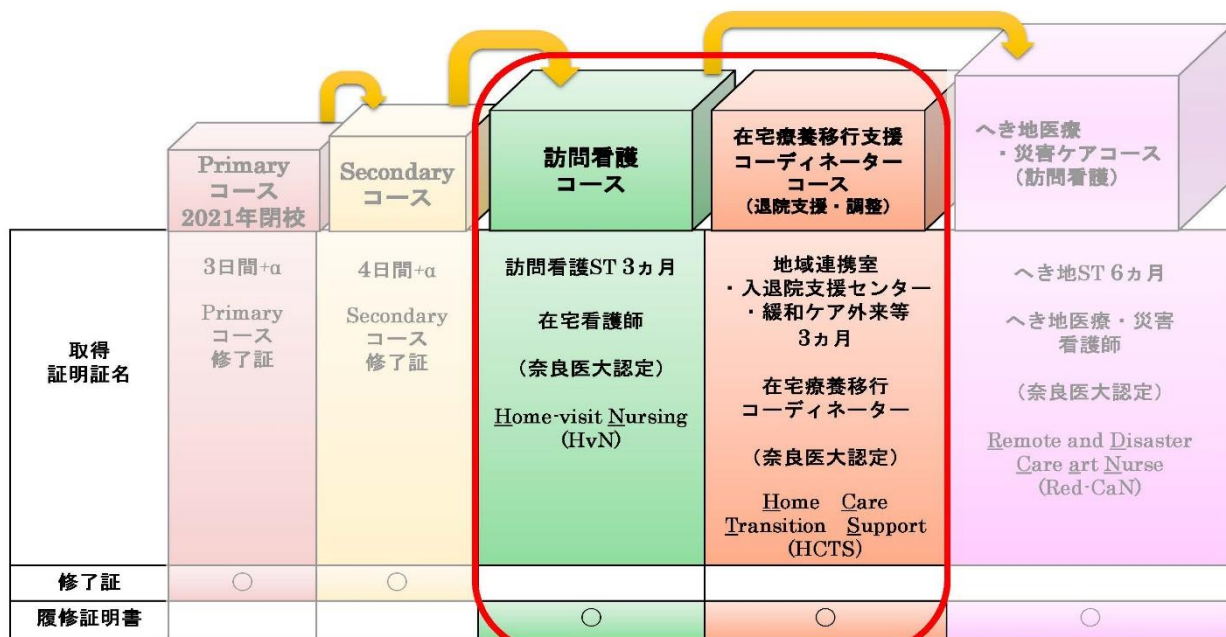 Primary
コース
2021年閉校
Secondary
コース
訪問看護
コース
在宅療養移行支援
コーディネーター
コース
(退院支援・調整)
へき地医療
・災害ケアコース
(訪問看護)
取得
証明証名
3日間+α
Primary
コース
修了証
4日間+α
Secondary
コース
修了証
訪問看護ST 3ヵ月
在宅看護師
(奈良医大認定)
Home-visit Nursing
(HvN)
地域連携室
・入退院支援センター
・緩和ケア外来等
3ヵ月
在宅療養移行
コーディネーター
(奈良医大認定)
Home Care
Transition Support
(HCTS)
へき地ST 6ヵ月
へき地医療・災害
看護師
(奈良医大認定)
Remote and Disaster
Care art Nurse
(Red-CaN)
修了証 ○ ○
履修証明書 ○ ○ ○